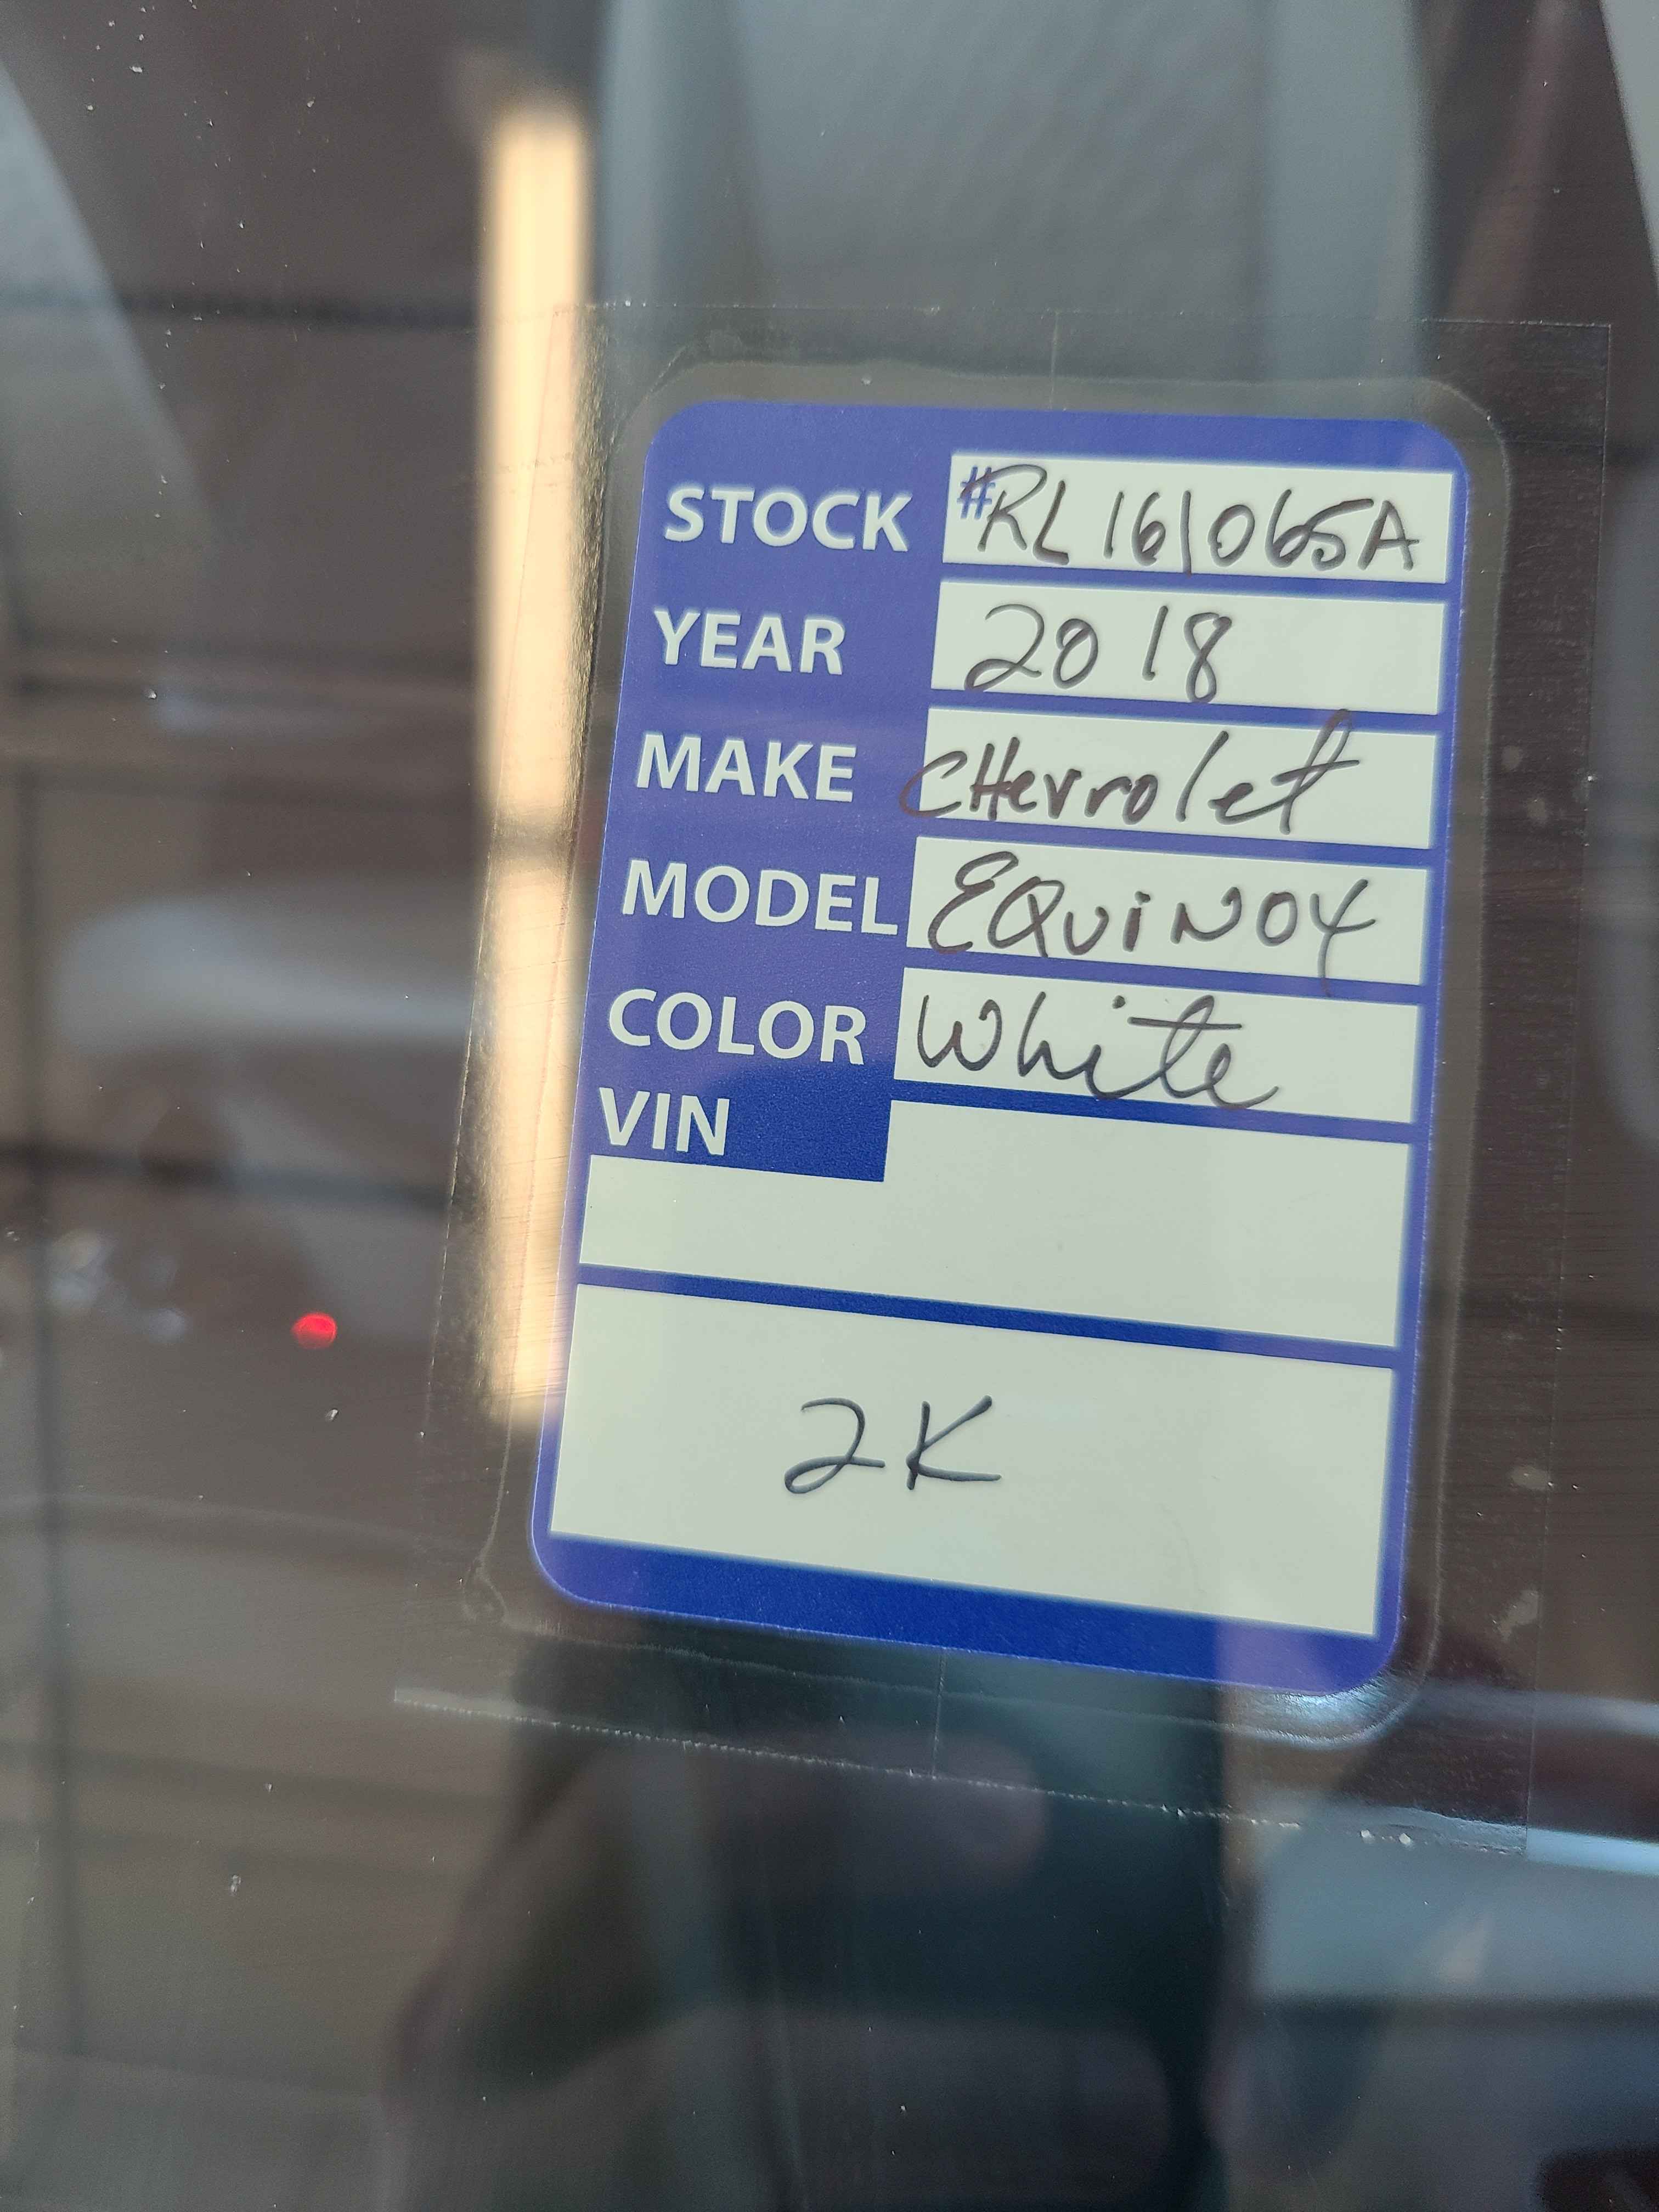 STOCK #RL161065A
YEAR 2018
MAKE CHevrolet
MODEL EQuiNOX
COLOR White
VIN
2K